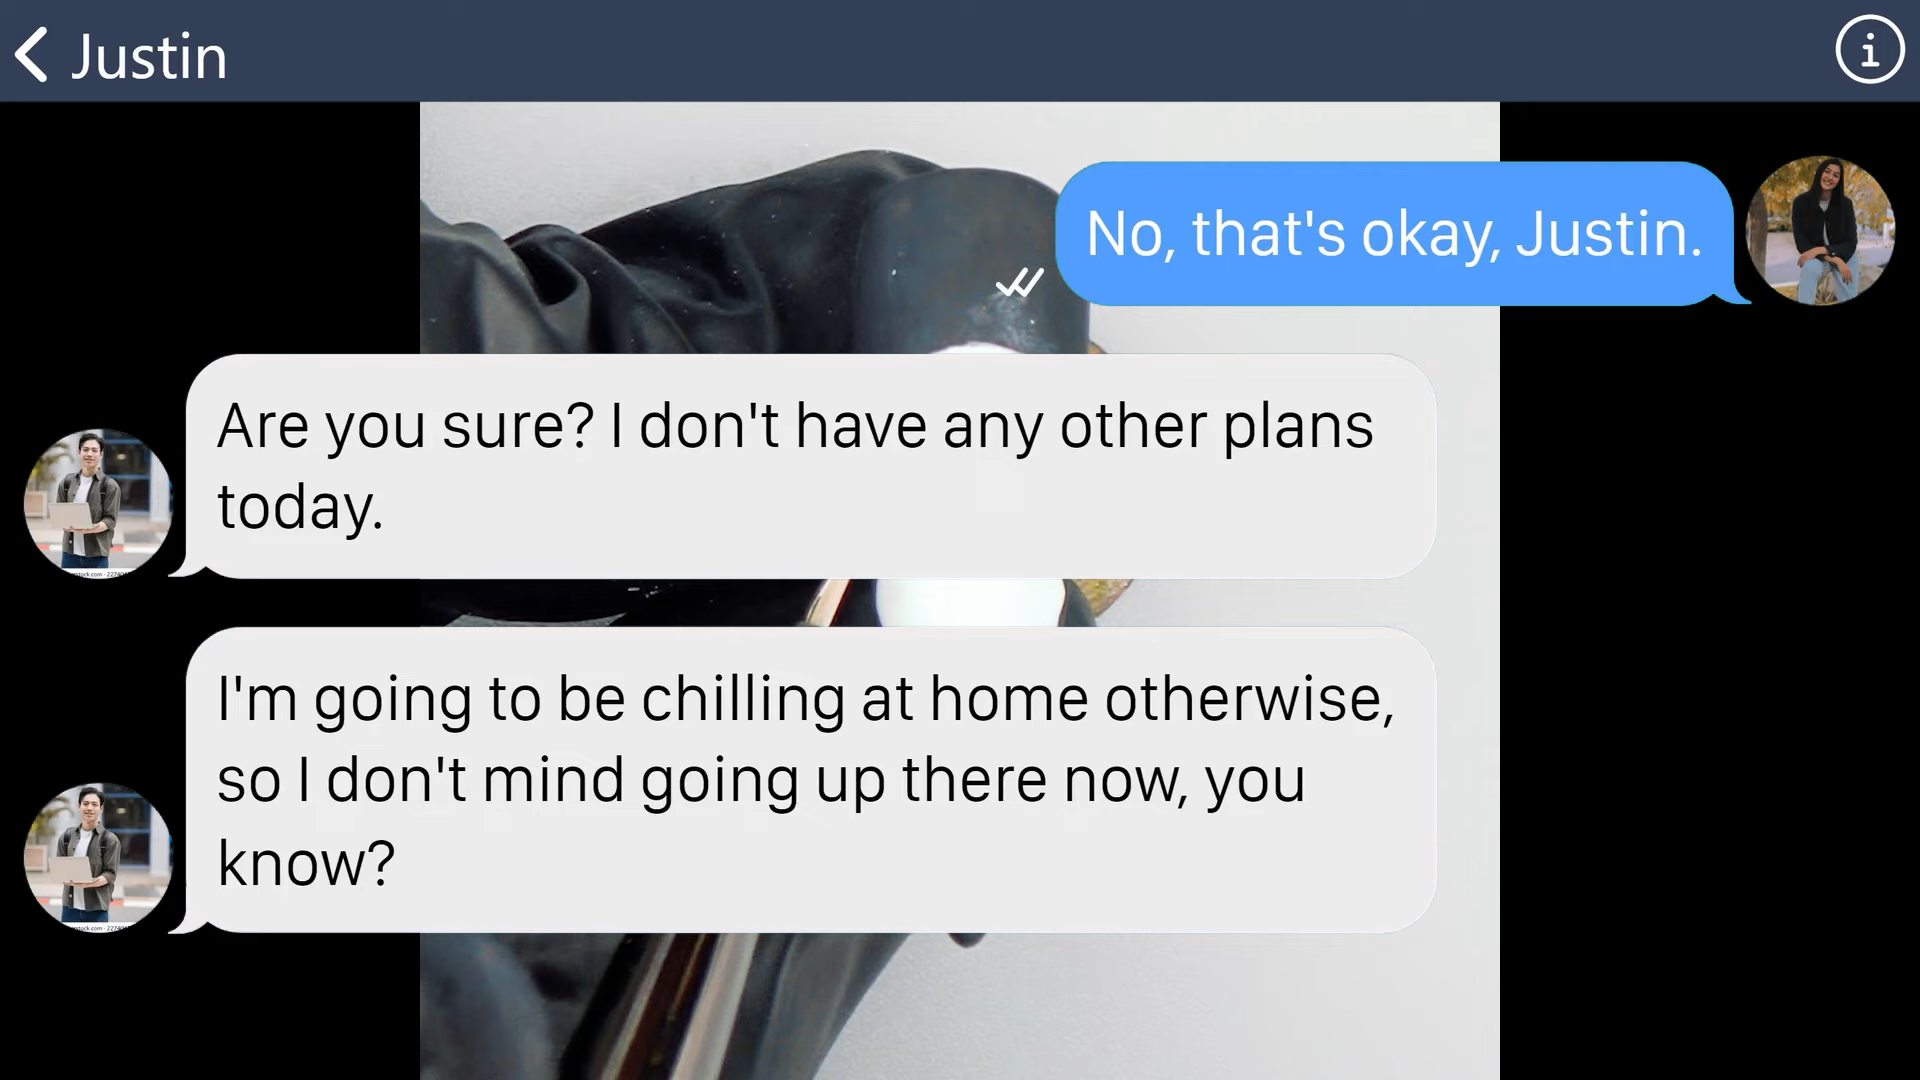 Justin
No, that's okay, Justin.
Are you sure? I don't have any other plans
today.
I'm going to be chilling at home otherwise,
so I don't mind going up there now, you
know?